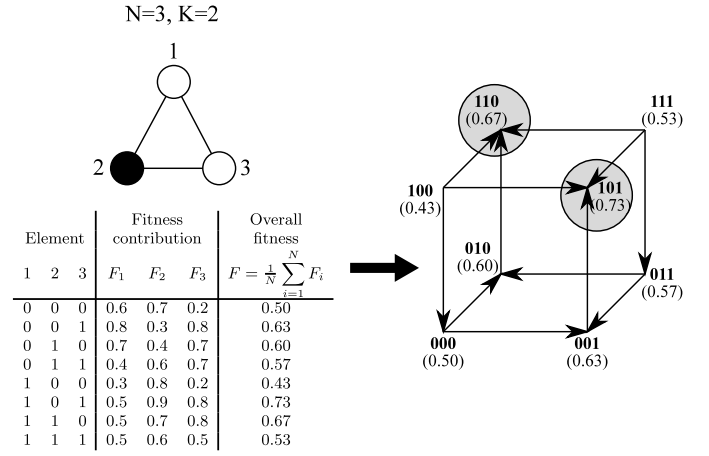 N=3, K=2
1
2
3
Element
Fitness contribution
Overall fitness
1 2 3 F₁ F₂ F₃ F = 1/N ∑ᵢ₌₁ᴺ Fᵢ
0 0 0 0.6 0.7 0.2 0.50
0 0 1 0.8 0.3 0.8 0.63
0 1 0 0.7 0.4 0.7 0.60
0 1 1 0.4 0.6 0.7 0.57
1 0 0 0.3 0.8 0.2 0.43
1 0 1 0.5 0.9 0.8 0.73
1 1 0 0.5 0.7 0.8 0.67
1 1 1 0.5 0.6 0.5 0.53
110
(0.67)
111
(0.53)
100
(0.43)
101
(0.73)
010
(0.60)
011
(0.57)
000
(0.50)
001
(0.63)